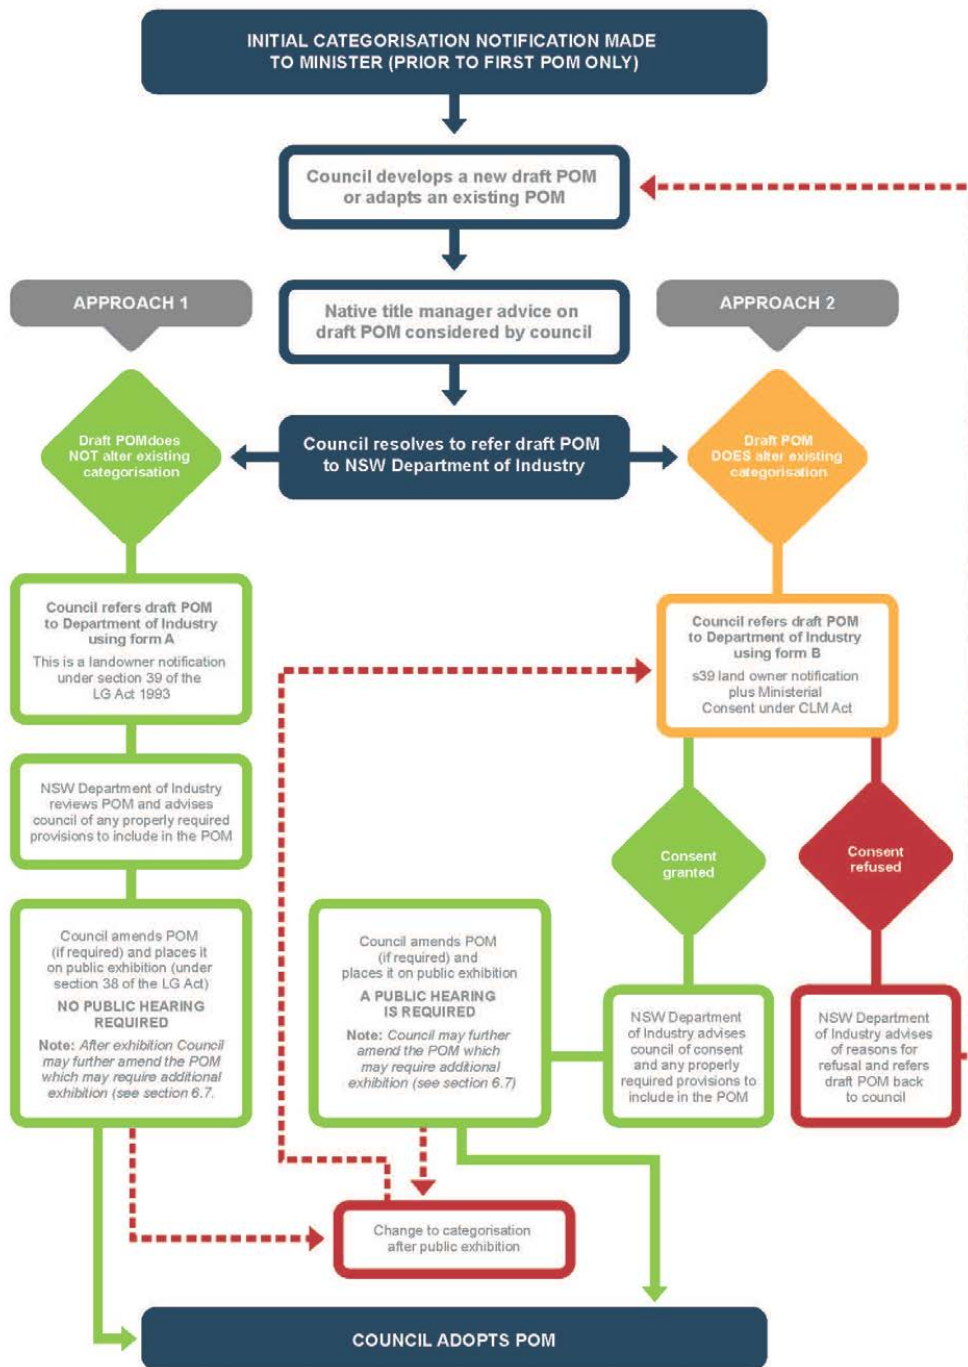 INITIAL CATEGORISATION NOTIFICATION MADE
TO MINISTER (PRIOR TO FIRST POM ONLY)
Council develops a new draft POM
or adapts an existing POM
APPROACH 1
Native title manager advice on
draft POM considered by council
APPROACH 2
Draft POMdoes
NOT alter existing
categorisation
Council resolves to refer draft POM
to NSW Department of Industry
Draft POM
DOES alter existing
categorisation
Council refers draft POM
to Department of Industry
using form A
This is a landowner notification
under section 39 of the
LG Act 1993
Council refers draft POM
to Department of Industry
using form B
s39 land owner notification
plus Ministerial
Consent under CLM Act
NSW Department of Industry
reviews POM and advises
council of any properly required
provisions to include in the POM
Consent
granted
Consent
refused
Council amends POM
(if required) and places it
on public exhibition (under
section 38 of the LG Act)
NO PUBLIC HEARING
REQUIRED
Note: After exhibition Council
may further amend the POM
which may require additional
exhibition (see section 6.7.
Council amends POM
(if required) and
places it on public exhibition
A PUBLIC HEARING
IS REQUIRED
Note: Council may further
amend the POM which
may require additional
exhibition (see section 6.7)
NSW Department
of Industry advises
council of consent
and any properly
required provisions to
include in the POM
NSW Department
of Industry advises
of reasons for
refusal and refers
draft POM back
to council
Change to categorisation
after public exhibition
COUNCIL ADOPTS POM